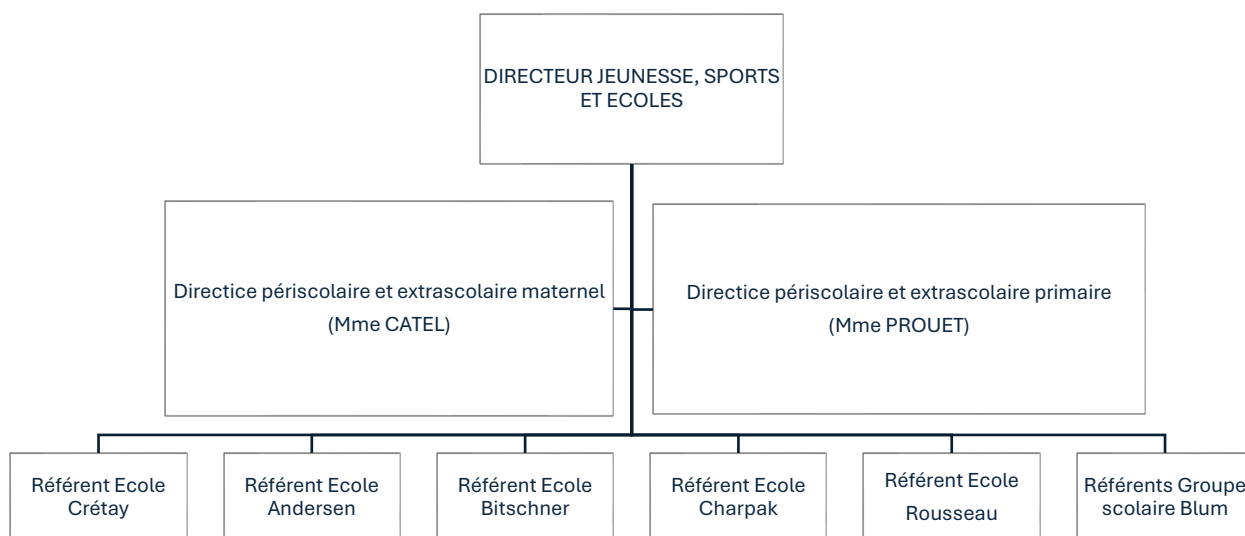 DIRECTEUR JEUNESSE, SPORTS
ET ECOLES
Directice périscolaire et extrascolaire maternel
(Mme CATEL)
Directice périscolaire et extrascolaire primaire
(Mme PROUET)
Référent Ecole
Crétay
Référent Ecole
Andersen
Référent Ecole
Bitschner
Référent Ecole
Charpak
Référent Ecole
Rousseau
Référents Groupe
scolaire Blum